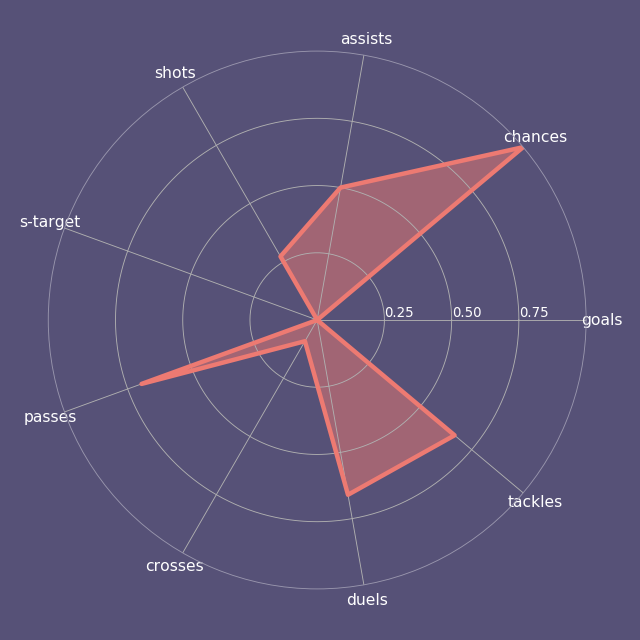 assists
shots
chances
s-target
0.25 0.50 0.75 goals
passes
tackles
crosses
duels